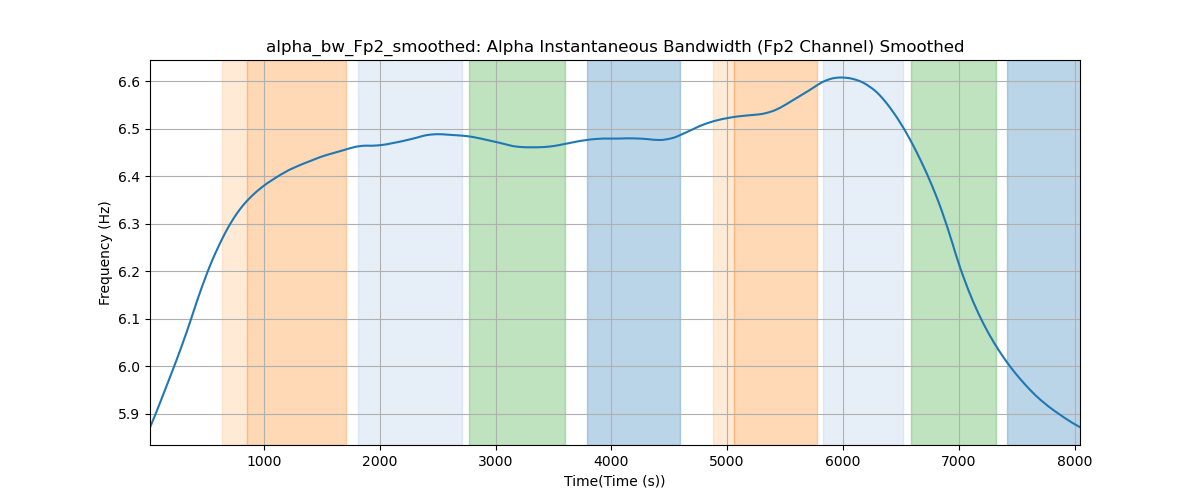 alpha_bw_Fp2_smoothed: Alpha Instantaneous Bandwidth (Fp2 Channel) Smoothed
Frequency (Hz)
6.6
6.5
6.4
6.3
6.2
6.1
6.0
5.9
1000 2000 3000 4000 5000 6000 7000 8000
Time(Time (s))